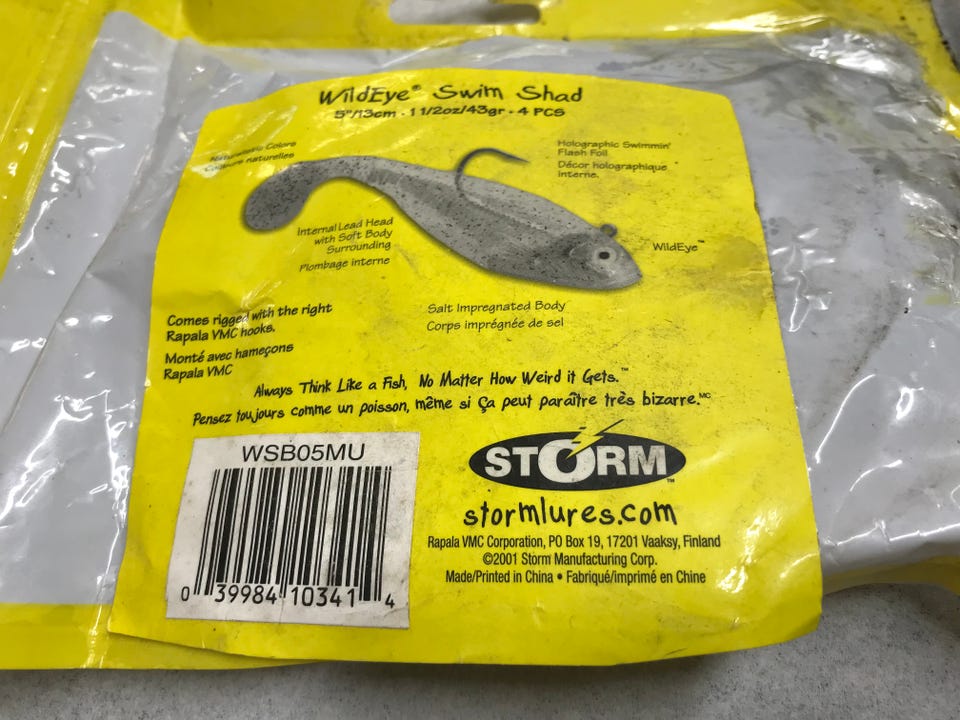 WildEye® Swim Shad
5"/13cm · 1 1/2oz/43gr · 4 PCS
Naturalistic Colors
Couleurs naturelles
Holographic Swimmin'
Flash Foil
Décor holographique
interne.
Internal Lead Head
with Soft Body
Surrounding
Plombage interne
WildEye™
Salt Impregnated Body
Corps imprégnée de sel
Comes rigged with the right
Rapala VMC hooks.
Monté avec hameçons
Rapala VMC
Always Think Like a Fish, No Matter How Weird it Gets.™
Pensez toujours comme un poisson, même si Ça peut paraître très bizarre.MC
WSB05MU
0 39984 10341 4
STORM™
stormlures.com
Rapala VMC Corporation, PO Box 19, 17201 Vaaksy, Finland
©2001 Storm Manufacturing Corp.
Made/Printed in China • Fabriqué/imprimé en Chine